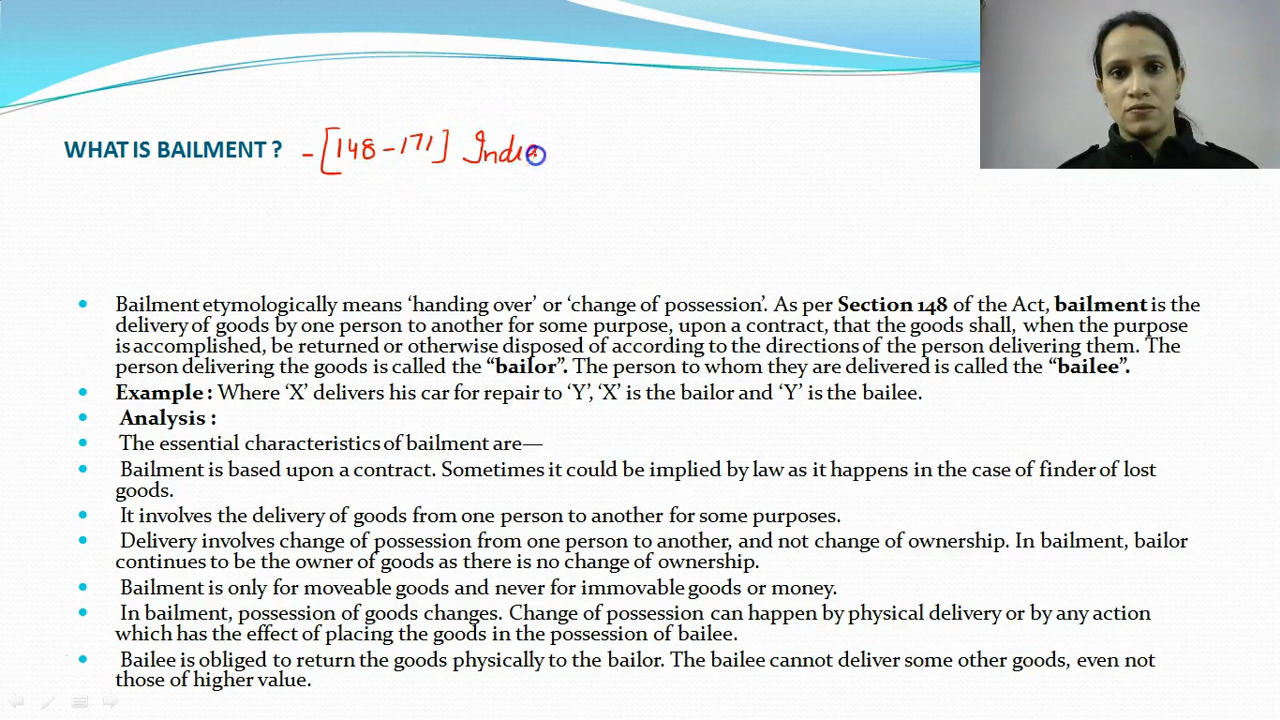 WHAT IS BAILMENT ? - [148-171] India
• Bailment etymologically means ‘handing over’ or ‘change of possession’. As per Section 148 of the Act, bailment is the
delivery of goods by one person to another for some purpose, upon a contract, that the goods shall, when the purpose
is accomplished, be returned or otherwise disposed of according to the directions of the person delivering them. The
person delivering the goods is called the “bailor”. The person to whom they are delivered is called the “bailee”.
• Example : Where ‘X’ delivers his car for repair to ‘Y’, ‘X’ is the bailor and ‘Y’ is the bailee.
• Analysis :
• The essential characteristics of bailment are—
• Bailment is based upon a contract. Sometimes it could be implied by law as it happens in the case of finder of lost
goods.
• It involves the delivery of goods from one person to another for some purposes.
• Delivery involves change of possession from one person to another, and not change of ownership. In bailment, bailor
continues to be the owner of goods as there is no change of ownership.
• Bailment is only for moveable goods and never for immovable goods or money.
• In bailment, possession of goods changes. Change of possession can happen by physical delivery or by any action
which has the effect of placing the goods in the possession of bailee.
• Bailee is obliged to return the goods physically to the bailor. The bailee cannot deliver some other goods, even not
those of higher value.